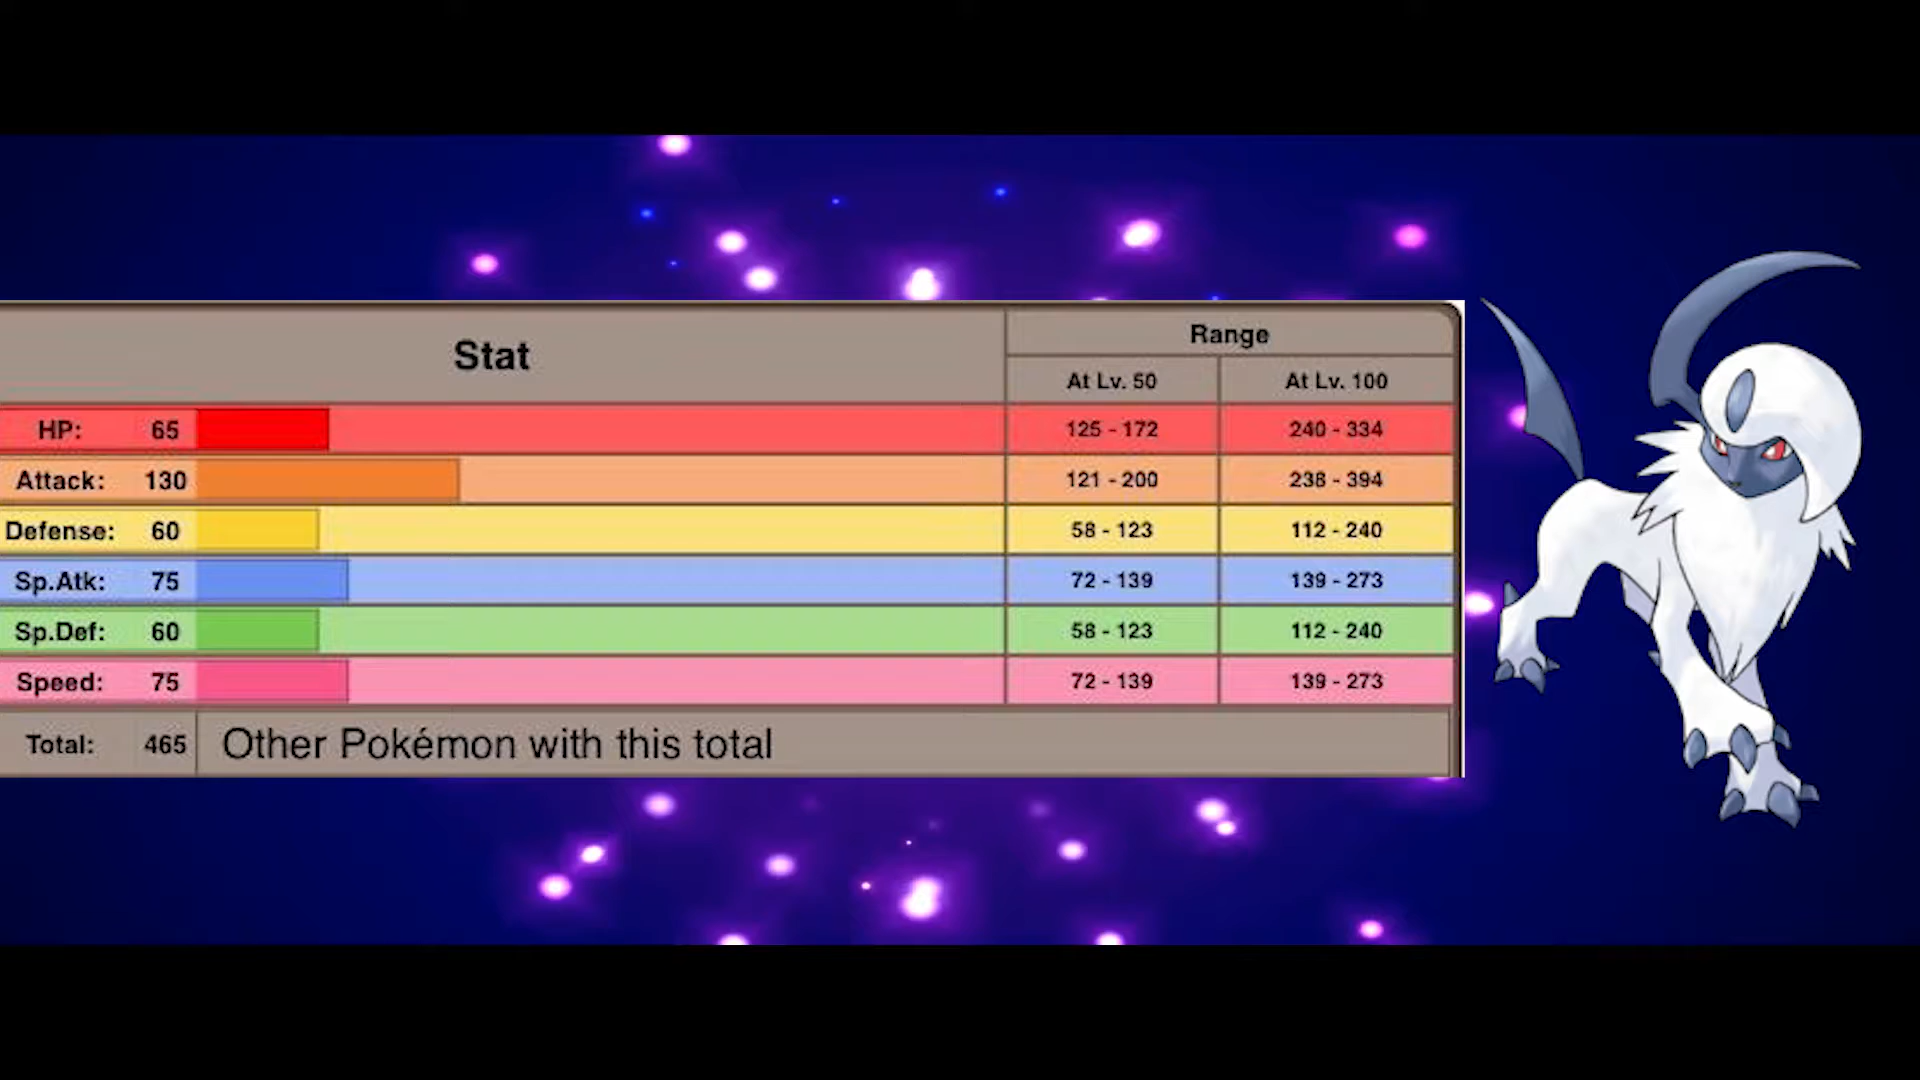 Stat Range
At Lv. 50 At Lv. 100
HP: 65 125 - 172 240 - 334
Attack: 130 121 - 200 238 - 394
Defense: 60 58 - 123 112 - 240
Sp.Atk: 75 72 - 139 139 - 273
Sp.Def: 60 58 - 123 112 - 240
Speed: 75 72 - 139 139 - 273
Total: 465 Other Pokémon with this total